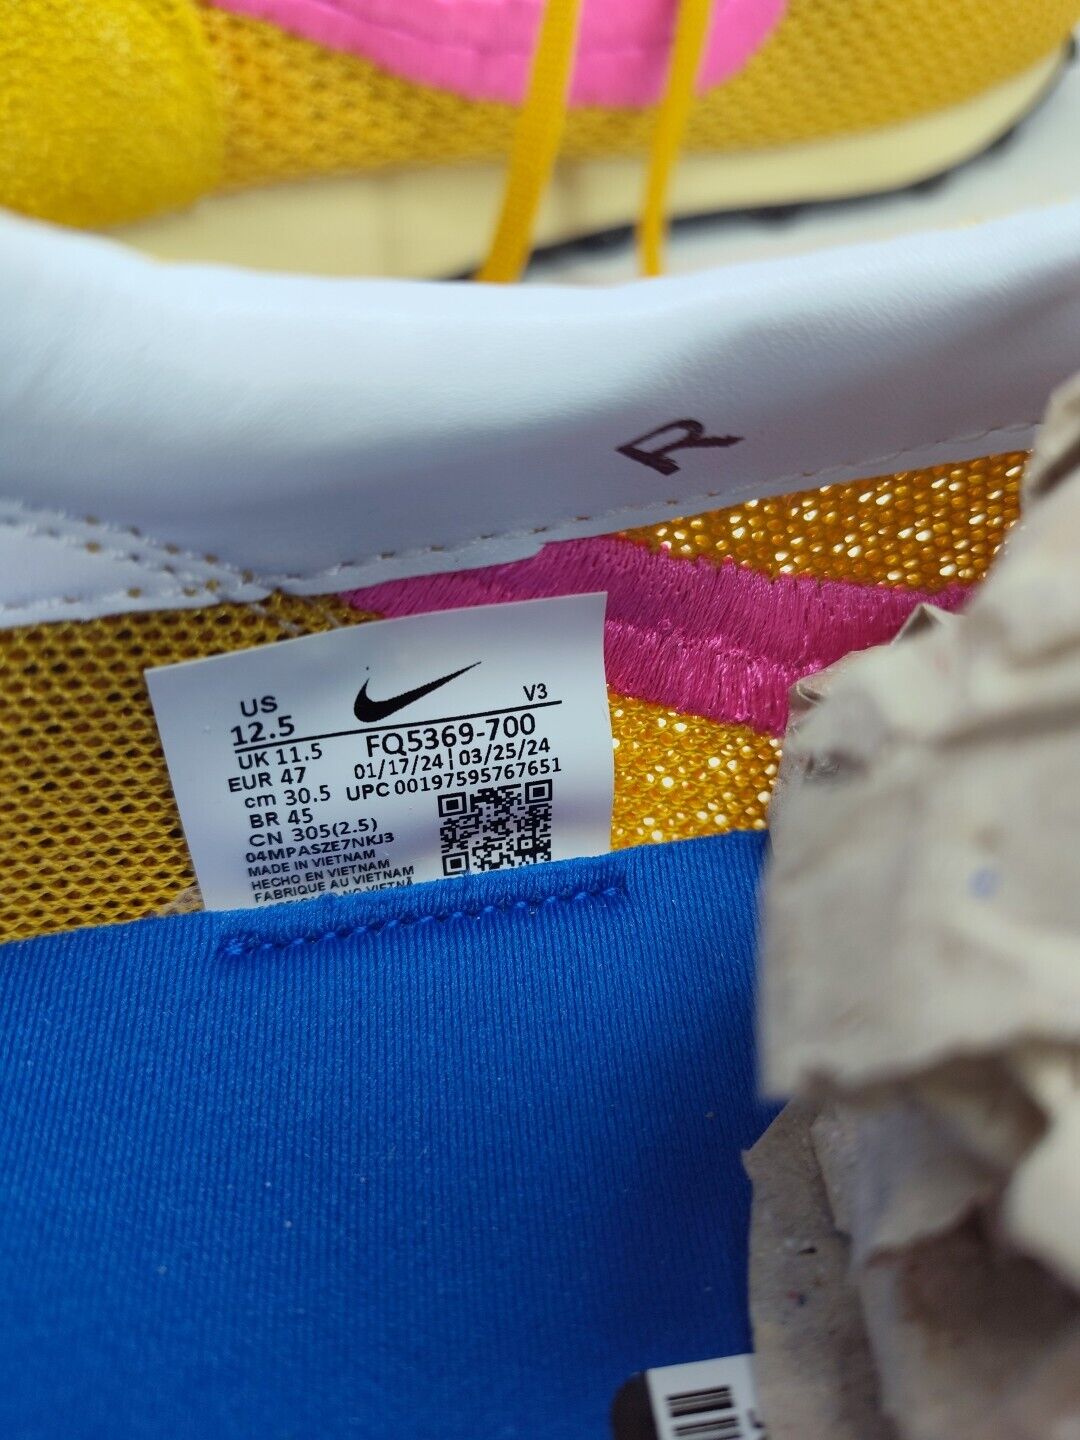 R
V3
US
12.5
UK 11.5
EUR 47
cm 30.5
BR 45
CN 305(2.5)
FQ5369-700
01/17/24 | 03/25/24
UPC 00197595767651
04MPASZE7NKJ3
MADE IN VIETNAM
HECHO EN VIETNAM
FABRIQUE AU VIETNAM